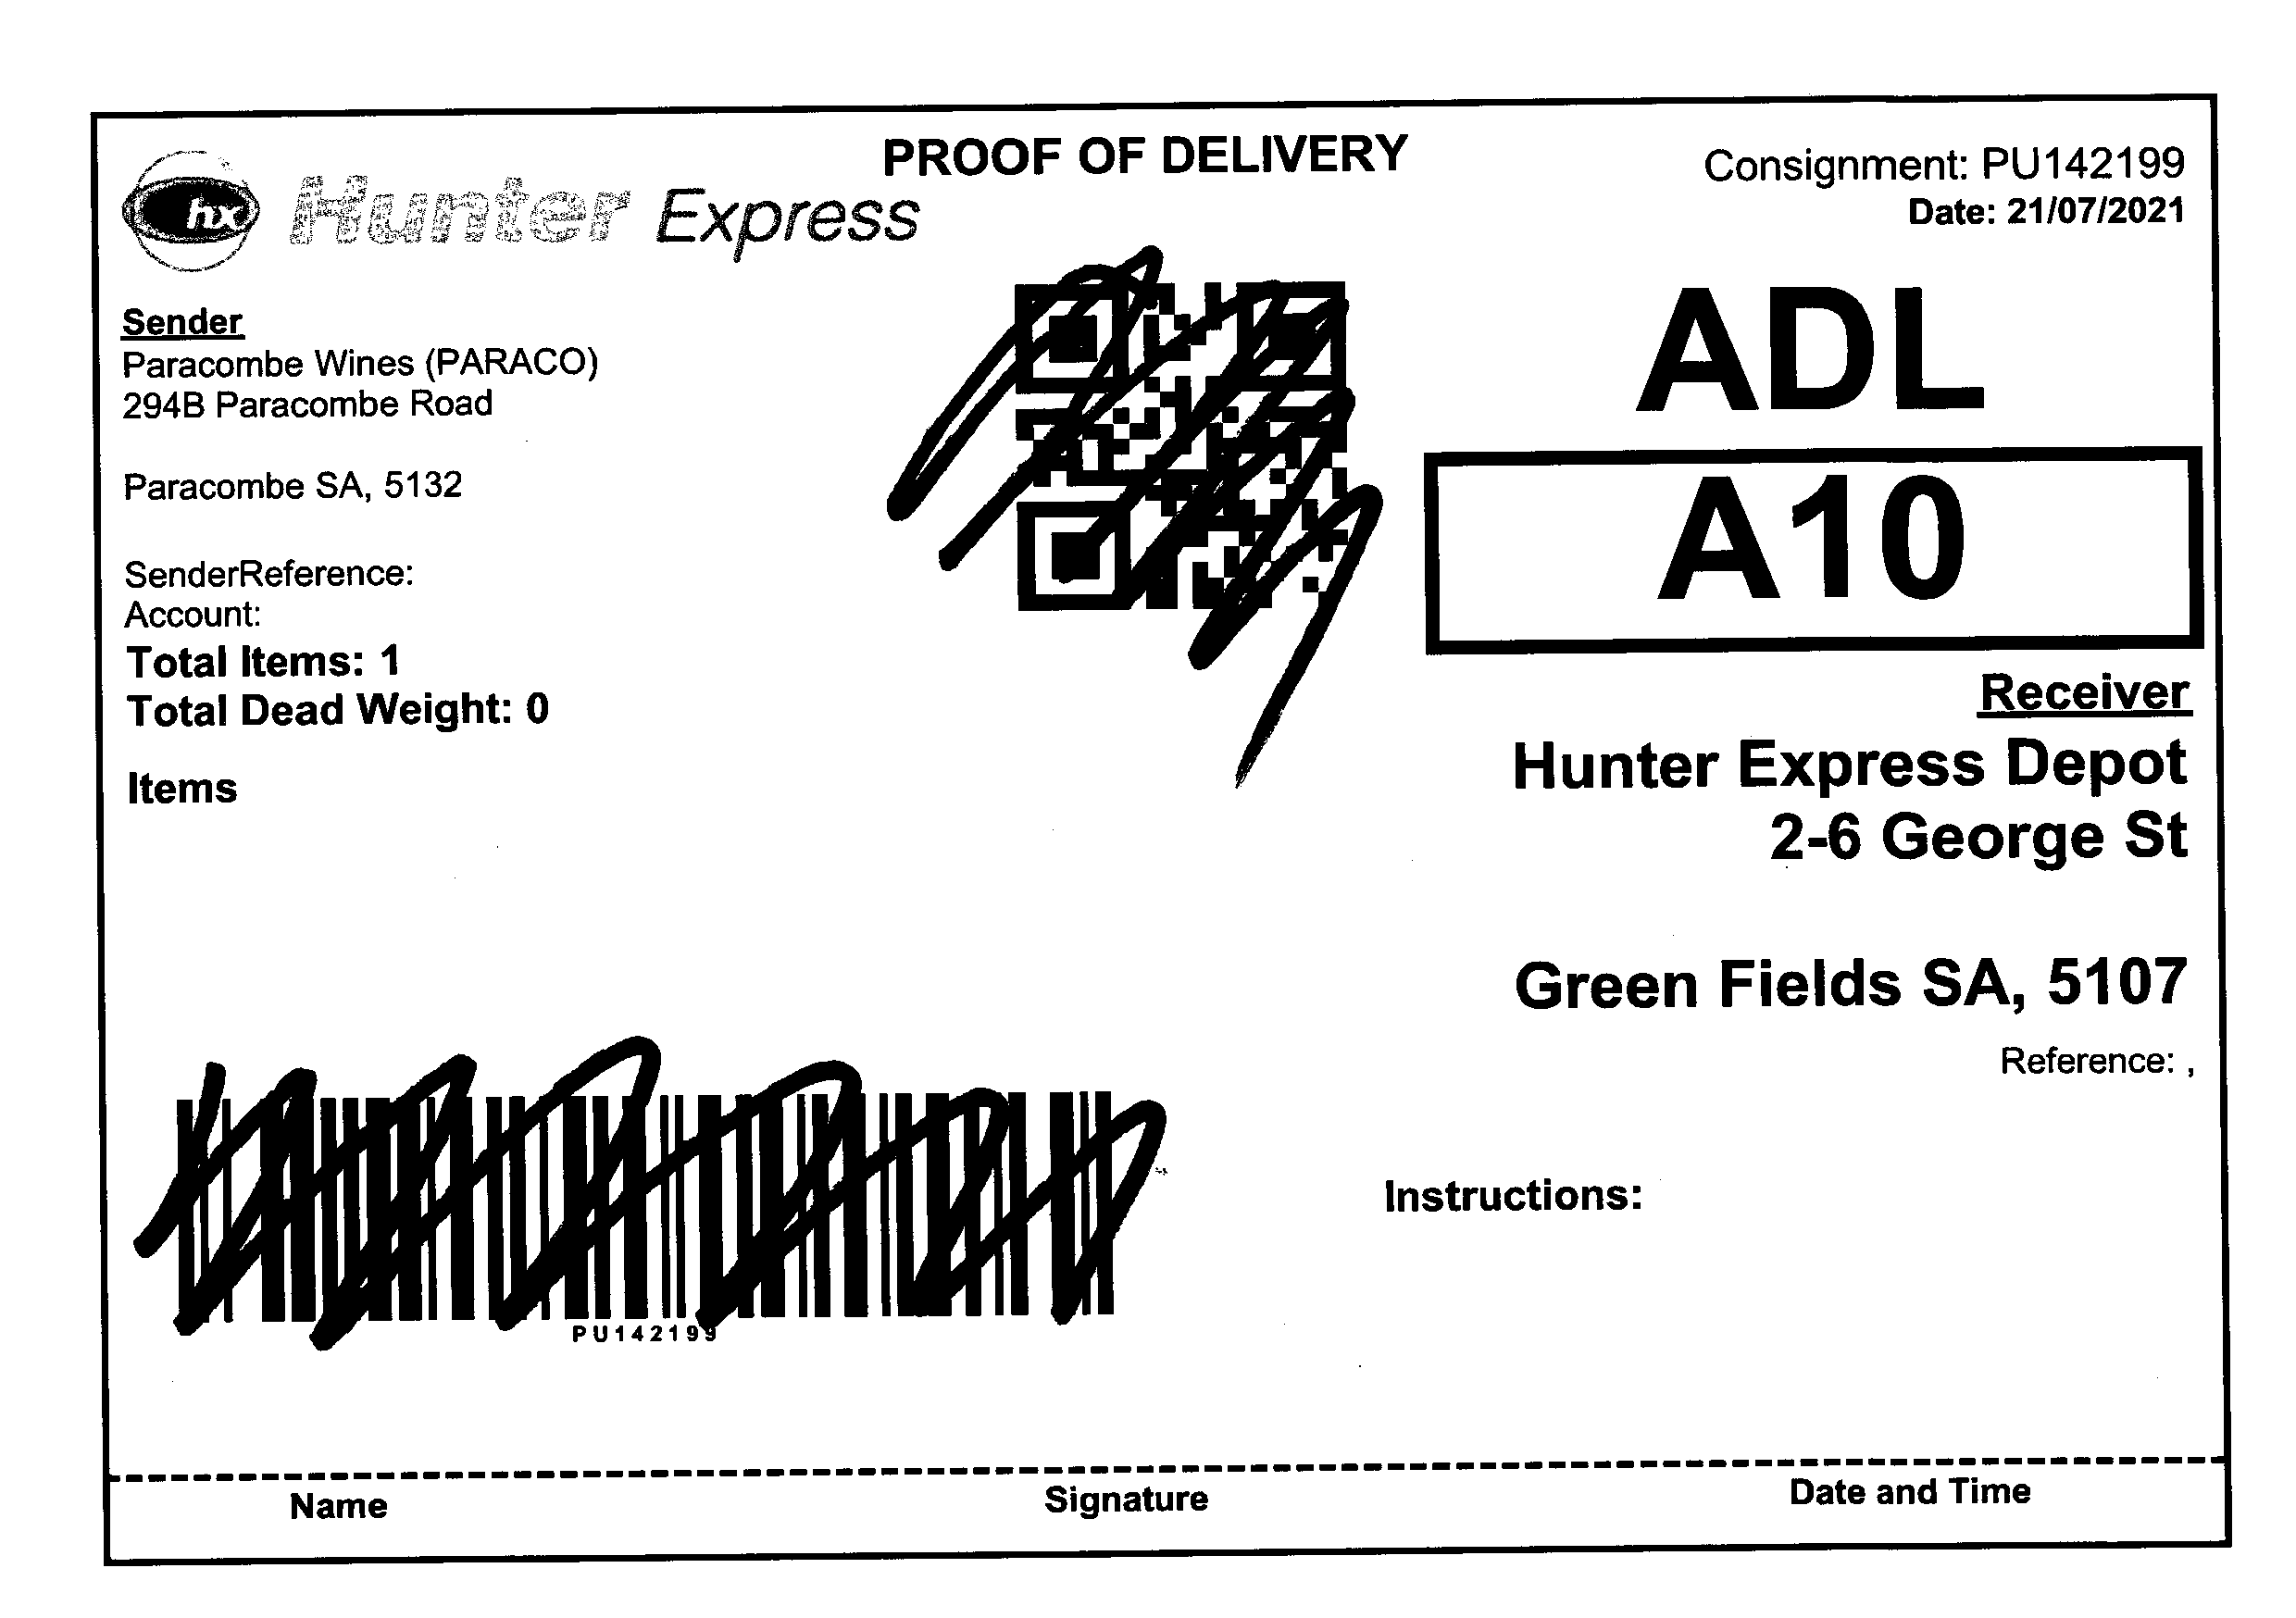 PROOF OF DELIVERY
hx Hunter Express
Consignment: PU142199
Date: 21/07/2021
Sender
Paracombe Wines (PARACO)
294B Paracombe Road
Paracombe SA, 5132
SenderReference:
Account:
Total Items: 1
Total Dead Weight: 0
Items
ADL
A10
Receiver
Hunter Express Depot
2-6 George St
Green Fields SA, 5107
Reference: ,
Instructions:
PU142199
Name
Signature
Date and Time